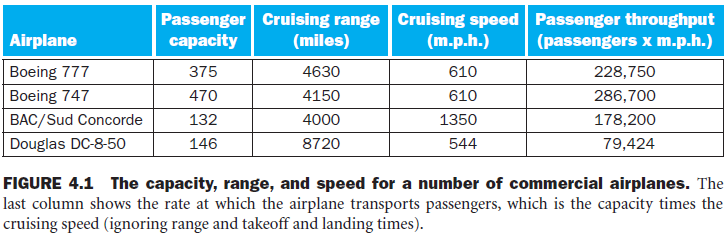 Airplane Passenger capacity Cruising range (miles) Cruising speed (m.p.h.) Passenger throughput (passengers x m.p.h.)
Boeing 777 375 4630 610 228,750
Boeing 747 470 4150 610 286,700
BAC/Sud Concorde 132 4000 1350 178,200
Douglas DC-8-50 146 8720 544 79,424
FIGURE 4.1 The capacity, range, and speed for a number of commercial airplanes. The
last column shows the rate at which the airplane transports passengers, which is the capacity times the
cruising speed (ignoring range and takeoff and landing times).